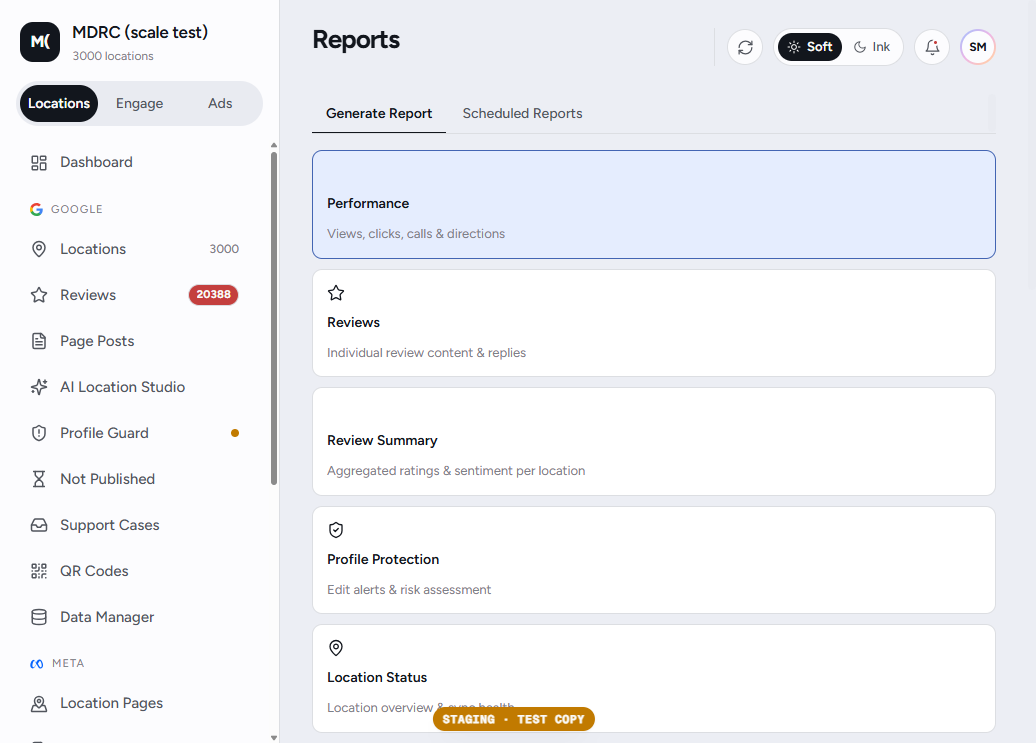 M(
MDRC (scale test)
3000 locations
Locations
Engage
Ads
Dashboard
GOOGLE
Locations
3000
Reviews
20388
Page Posts
AI Location Studio
Profile Guard
Not Published
Support Cases
QR Codes
Data Manager
META
Location Pages
Reports
Soft
Ink
SM
Generate Report
Scheduled Reports
Performance
Views, clicks, calls & directions
Reviews
Individual review content & replies
Review Summary
Aggregated ratings & sentiment per location
Profile Protection
Edit alerts & risk assessment
Location Status
Location overview & sync health
STAGING · TEST COPY